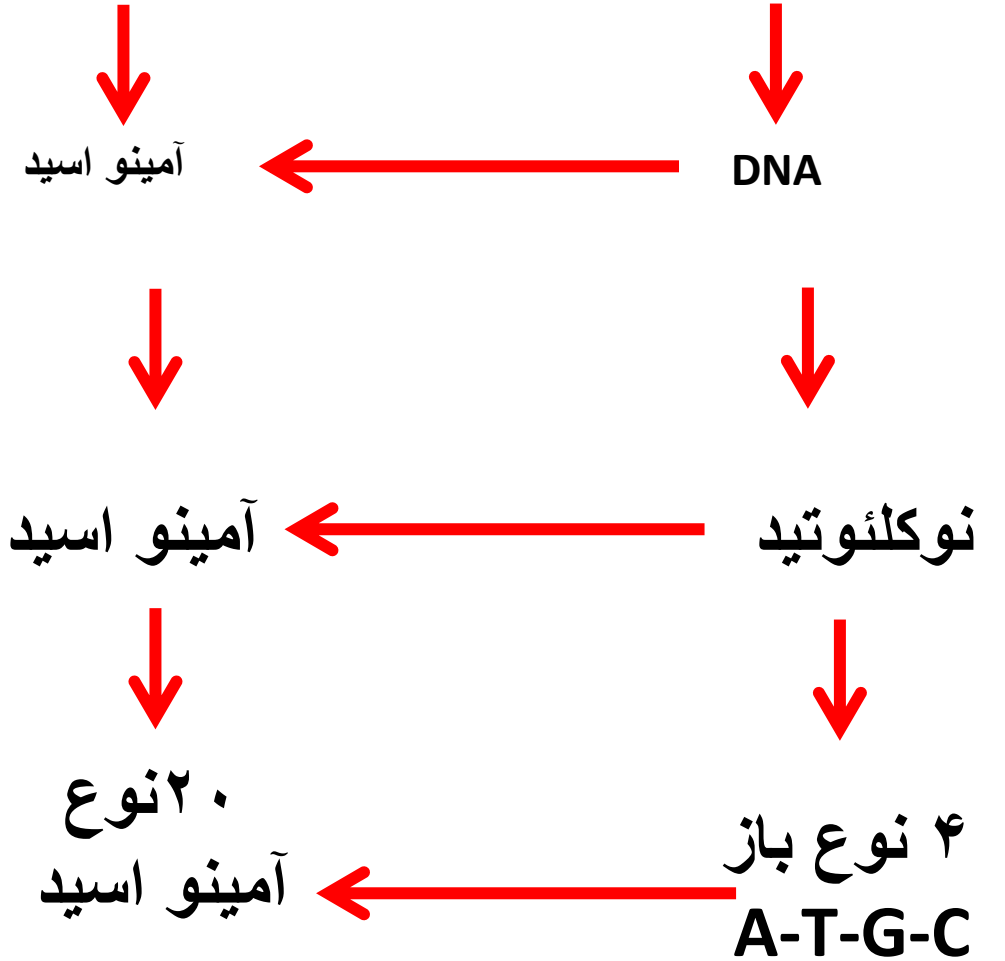 DNA
آمینو اسید
نوکلئوتید
آمینو اسید
۴ نوع باز
A-T-G-C
۲۰نوع
آمینو اسید